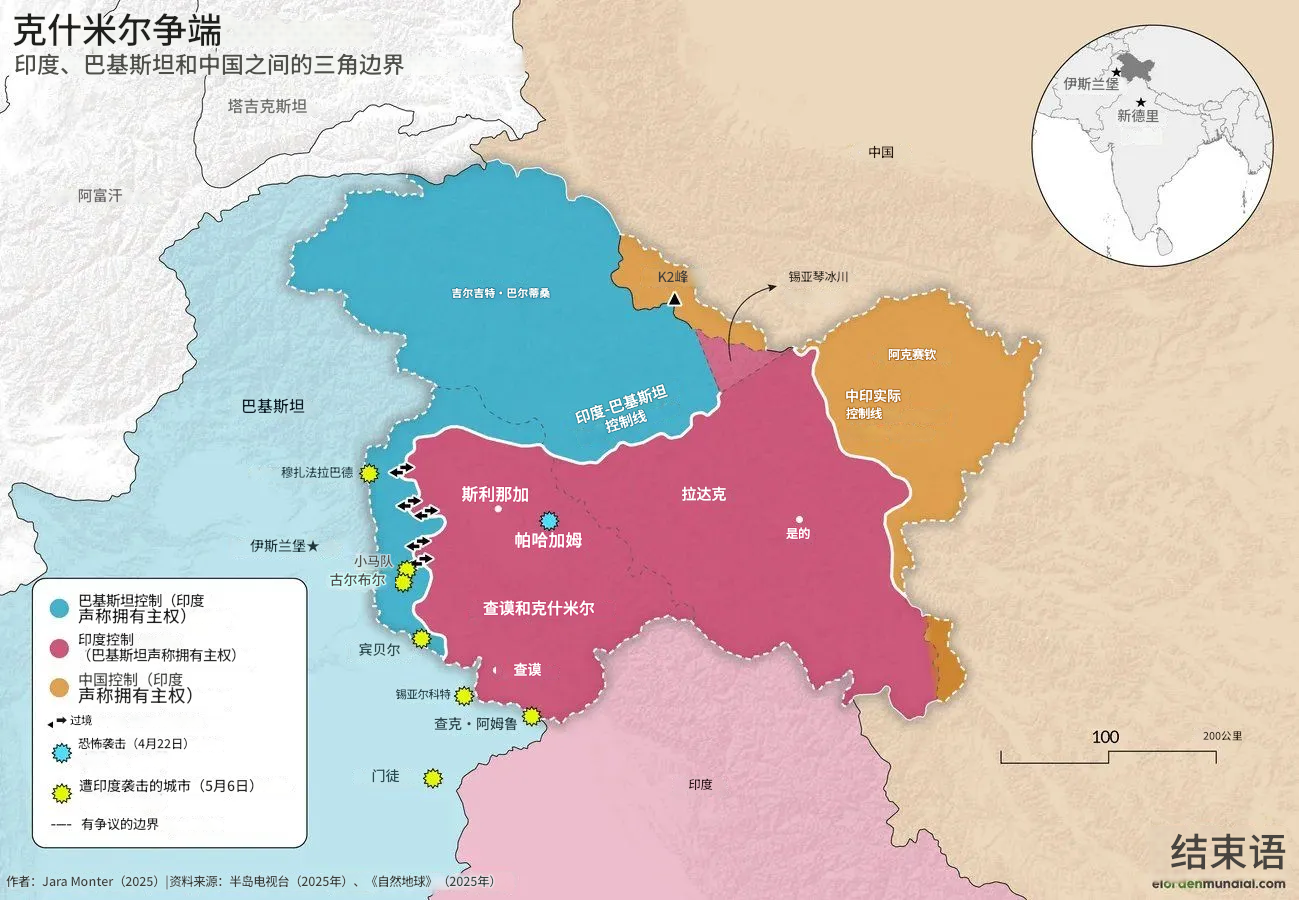 克什米尔争端
印度、巴基斯坦和中国之间的三角边界
塔吉克斯坦
阿富汗
中国
伊斯兰堡
新德里
K2峰
锡亚琴冰川
吉尔吉特·巴尔蒂桑
阿克赛钦
中印实际
控制线
印度-巴基斯坦
控制线
巴基斯坦
穆扎法拉巴德
斯利那加
帕哈加姆
拉达克
是的
伊斯兰堡
小马队
古尔布尔
查谟和克什米尔
宾贝尔
查谟
锡亚尔科特
查克·阿姆鲁
门徒
印度
巴基斯坦控制（印度
声称拥有主权）
印度控制
（巴基斯坦声称拥有主权）
中国控制（印度
声称拥有主权）
过境
恐怖袭击（4月22日）
遭印度袭击的城市（5月6日）
有争议的边界
100
200公里
作者：Jara Monter（2025）|资料来源：半岛电视台（2025年）、《自然地球》（2025年）
结束语
elordenmundial.com